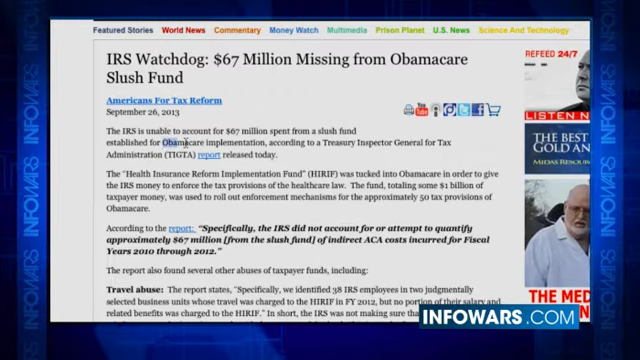 Featured Stories World News Commentary Money Watch Multimedia Prison Planet U.S. News Science And Technology
IRS Watchdog: $67 Million Missing from Obamacare
Slush Fund
Americans For Tax Reform
September 26, 2013
The IRS is unable to account for $67 million spent from a slush fund
established for Obamacare implementation, according to a Treasury Inspector General for Tax
Administration (TIGTA) report released today.
The “Health Insurance Reform Implementation Fund” (HIRIF) was tucked into Obamacare in order to give
the IRS money to enforce the tax provisions of the healthcare law. The fund, totaling some $1 billion of
taxpayer money, was used to roll out enforcement mechanisms for the approximately 50 tax provisions of
Obamacare.
According to the report: “Specifically, the IRS did not account for or attempt to quantify
approximately $67 million [from the slush fund] of indirect ACA costs incurred for Fiscal
Years 2010 through 2012.”
The report also found several other abuses of taxpayer funds, including:
Travel abuse: The report states, “Specifically, we identified 38 IRS employees in two judgmentally
selected business units whose travel was charged to the HIRIF in FY 2012, but no portion of their salary and
related benefits was charged to the HIRIF.” In short, the IRS was not making sure that
You Tube
REFEED 24/7
LISTEN N
THE BEST
GOLD AN
MIDAS RESOUR
THE MED
INFOWARS
INFOWARS
INFOWARS
INFOWARS.COM